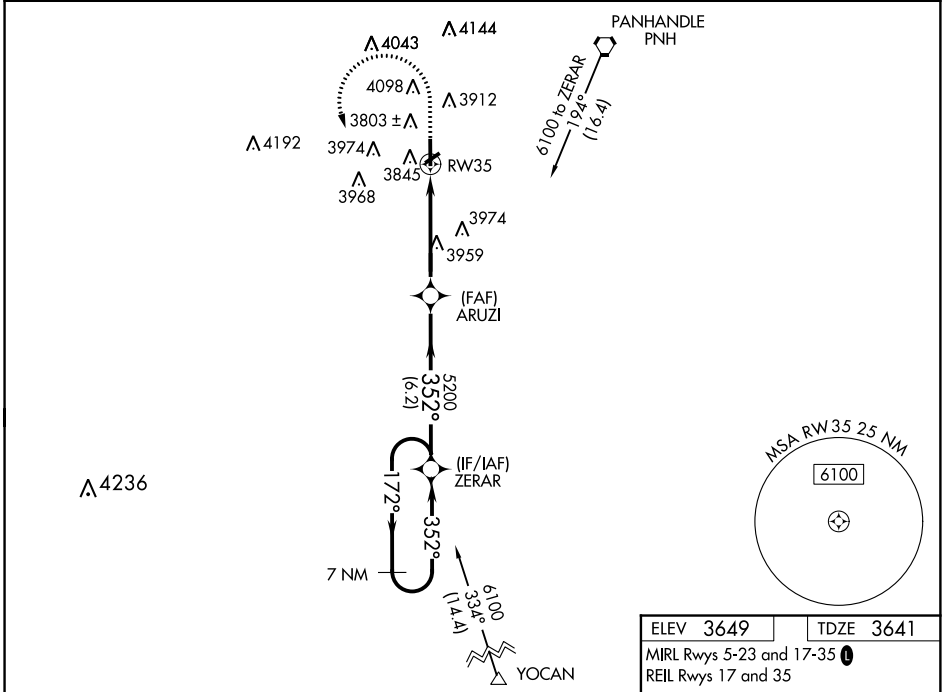 PANHANDLE
PNH
4144
4043
4098
3912
3803 ±
4192
3974
3845
RW35
3968
6100 to ZERAR
194°
(16.4)
3974
3959
(FAF)
ARUZI
5200
352°
(6.2)
(IF/IAF)
ZERAR
172°
352°
4236
7 NM
6100
334°
(14.4)
YOCAN
MSA RW35 25 NM
6100
ELEV 3649
TDZE 3641
MIRL Rwys 5-23 and 17-35 L
REIL Rwys 17 and 35